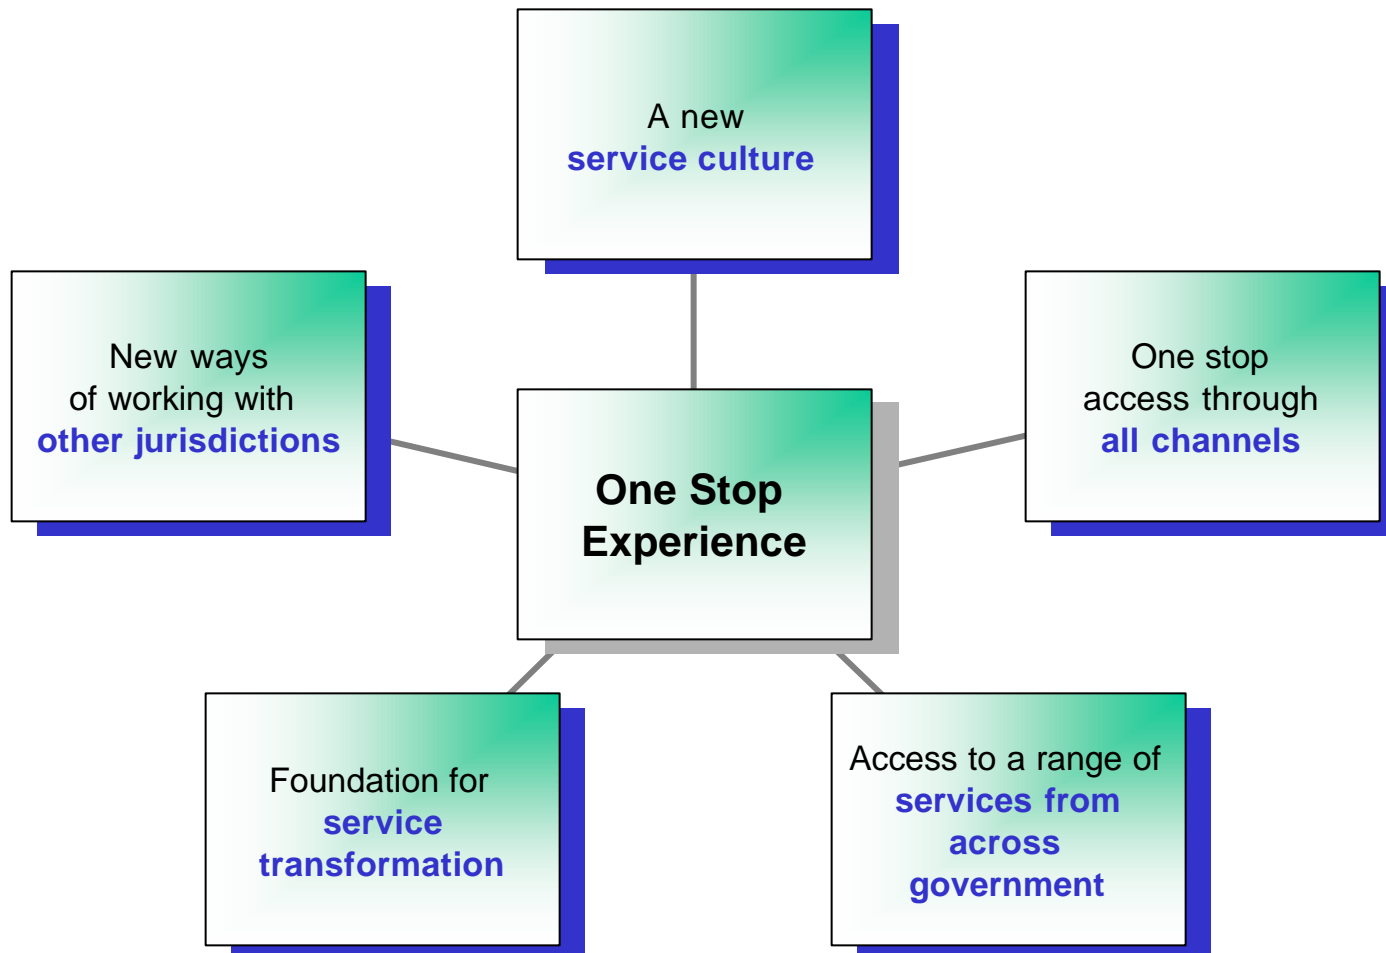 A new
service culture
New ways
of working with
other jurisdictions
One stop
access through
all channels
One Stop
Experience
Foundation for
service
transformation
Access to a range of
services from
across
government